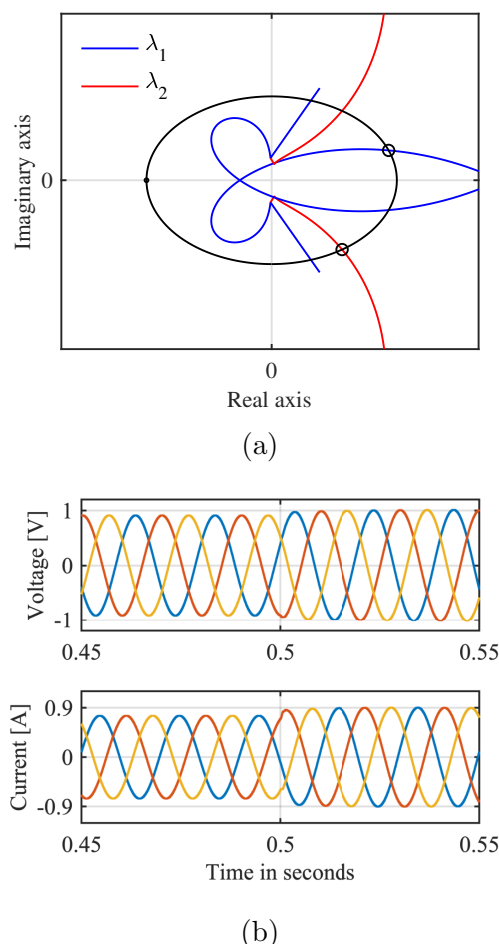 λ1
λ2
Imaginary axis
0
0
Real axis
(a)
Voltage [V]
1
0
-1
0.45
0.5
0.55
Current [A]
0.9
0
-0.9
0.45
0.5
0.55
Time in seconds
(b)